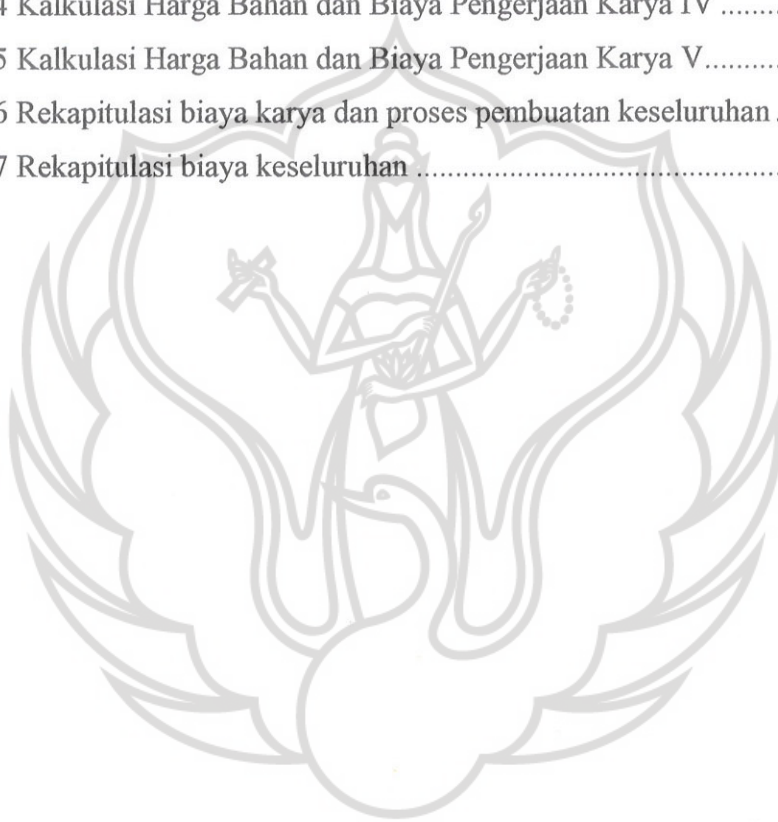 4 Kalkulasi Harga Bahan dan Biaya Pengerjaan Karya IV ........
5 Kalkulasi Harga Bahan dan Biaya Pengerjaan Karya V..........
6 Rekapitulasi biaya karya dan proses pembuatan keseluruhan .
7 Rekapitulasi biaya keseluruhan ................................................